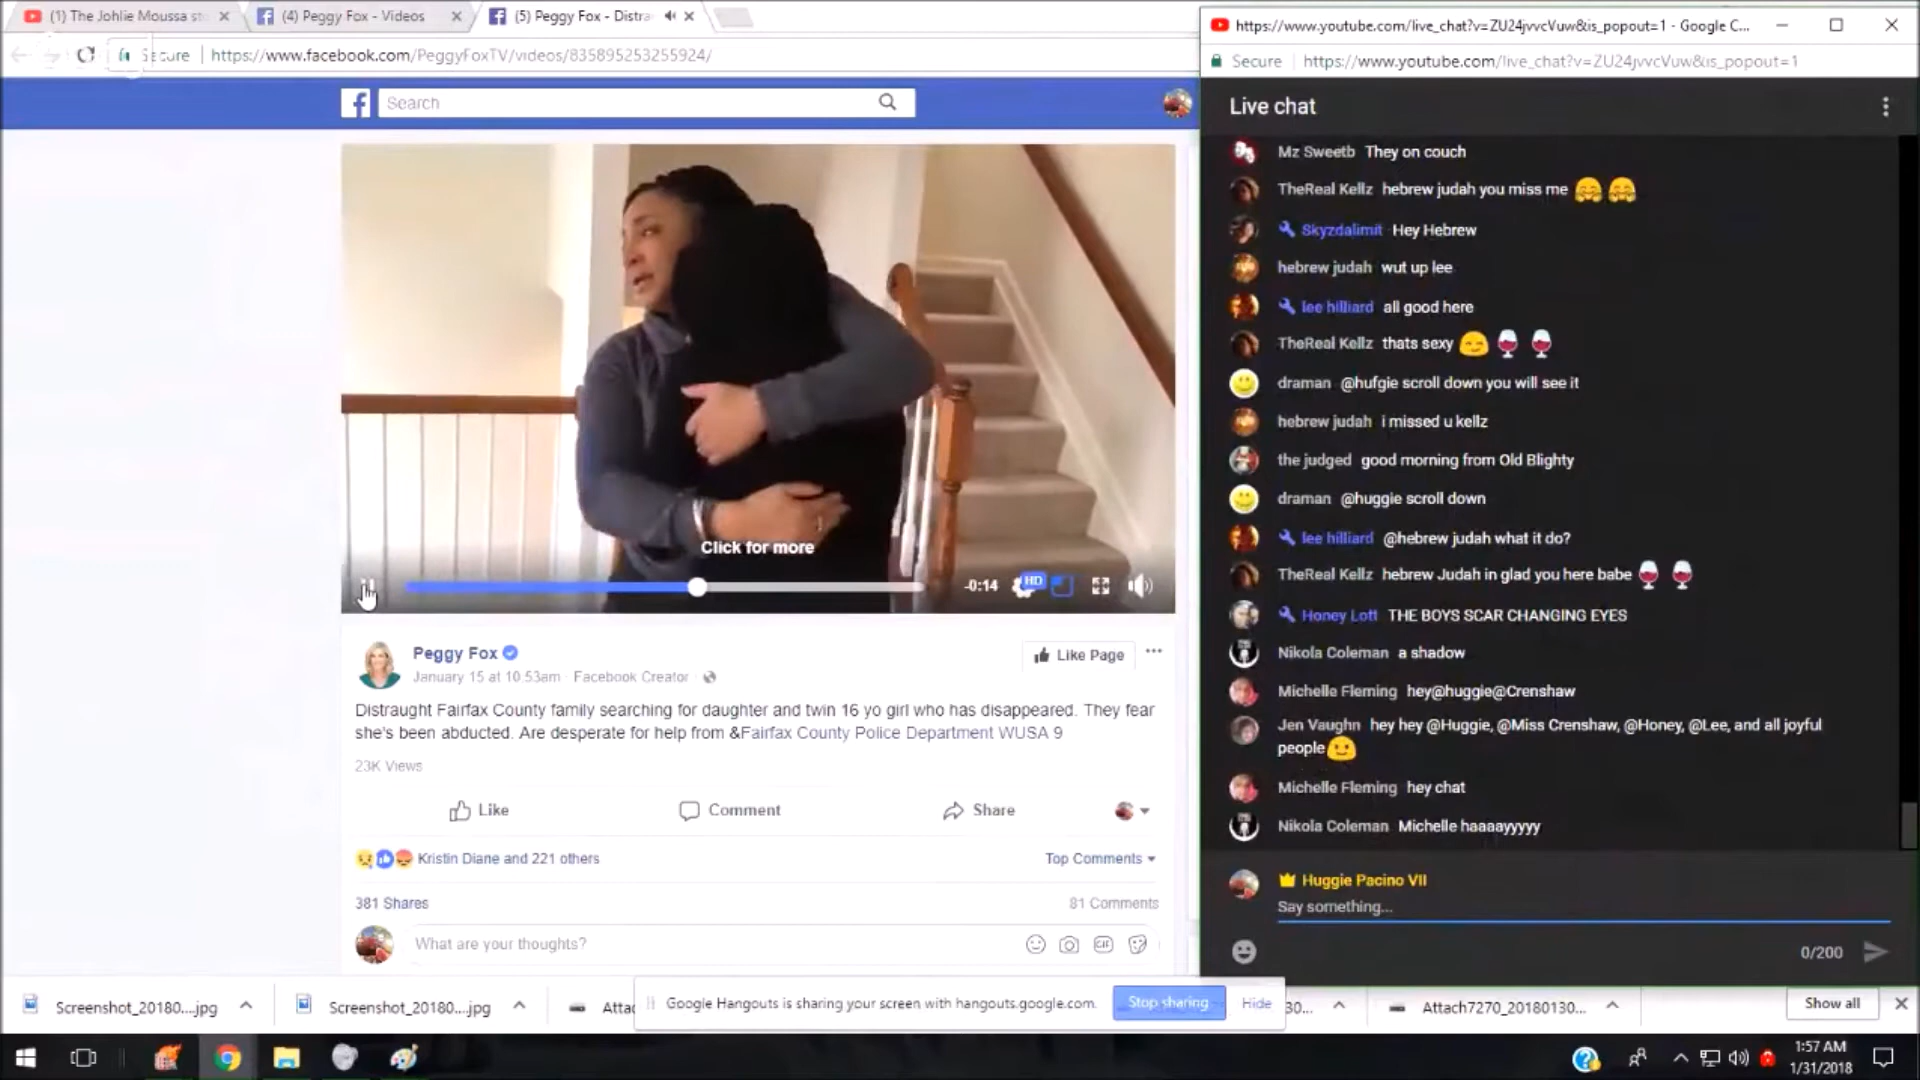 (1) The Johlie Moussa st
(4) Peggy Fox - Videos
(5) Peggy Fox - Distra
https://www.facebook.com/PeggyFoxTV/videos/835895253255924/
Search
Click for more
-0:14
HD
Peggy Fox
January 15 at 10:53am · Facebook Creator ·
Like Page
Distraught Fairfax County family searching for daughter and twin 16 yo girl who has disappeared. They fear
she's been abducted. Are desperate for help from &Fairfax County Police Department WUSA 9
23K Views
Like
Comment
Share
Kristin Diane and 221 others
Top Comments
381 Shares
81 Comments
What are your thoughts?
GIF
https://www.youtube.com/live_chat?v=ZU24jvvcVuw&is_popout=1 - Google C...
Secure
https://www.youtube.com/live_chat?v=ZU24jvvcVuw&is_popout=1
Live chat
Mz Sweetb They on couch
TheReal Kellz hebrew judah you miss me 🤗 🤗
Skyzdalimit Hey Hebrew
hebrew judah wut up lee
lee hilliard all good here
TheReal Kellz thats sexy 😊 🍷 🍷
draman @hufgie scroll down you will see it
hebrew judah i missed u kellz
the judged good morning from Old Blighty
draman @huggie scroll down
lee hilliard @hebrew judah what it do?
TheReal Kellz hebrew Judah in glad you here babe 🍷 🍷
Honey Lott THE BOYS SCAR CHANGING EYES
Nikola Coleman a shadow
Michelle Fleming hey@huggie@Crenshaw
Jen Vaughn hey hey @Huggie, @Miss Crenshaw, @Honey, @Lee, and all joyful
people 🙂
Michelle Fleming hey chat
Nikola Coleman Michelle haaaayyyyy
Huggie Pacino VII
Say something...
0/200
Screenshot_20180....jpg
Screenshot_20180....jpg
Attac
Google Hangouts is sharing your screen with hangouts.google.com.
Stop sharing
Hide
30...
Attach7270_20180130...
Show all
1:57 AM
1/31/2018